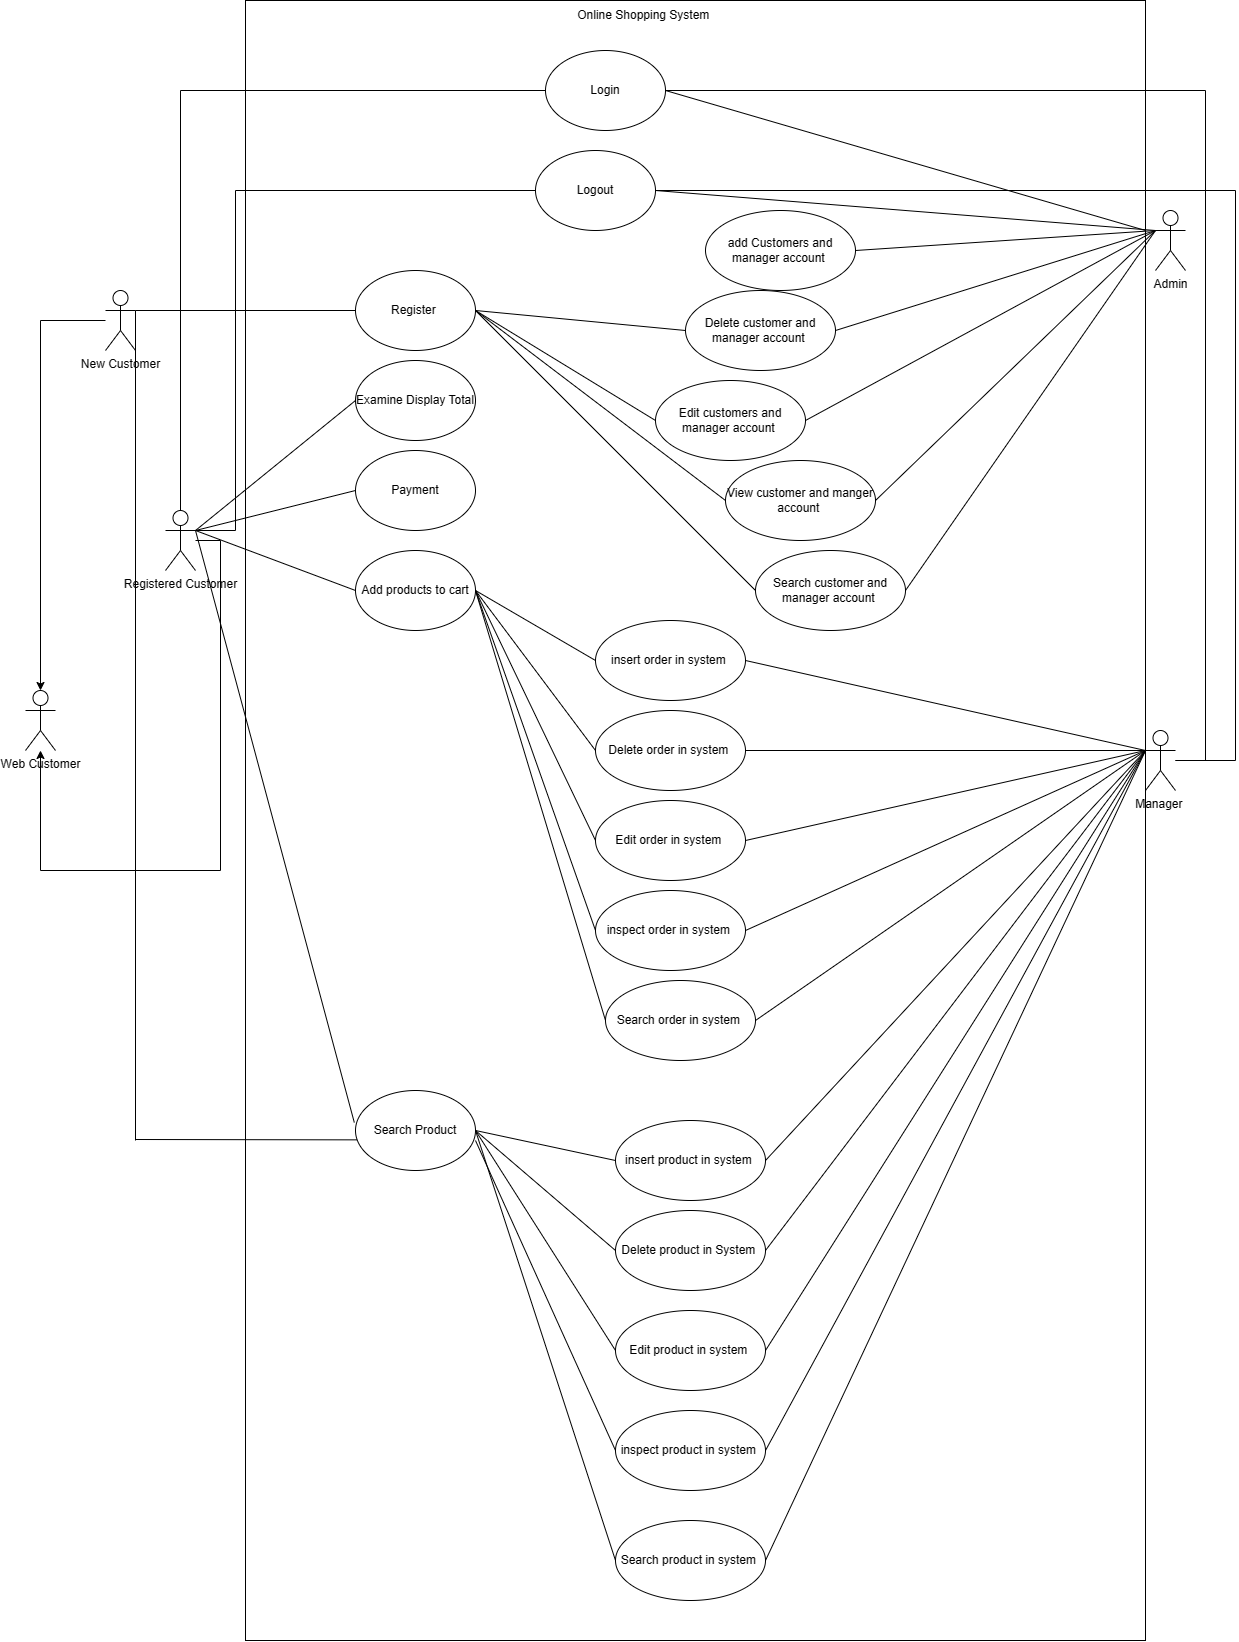 Online Shopping System
Login
Logout
add Customers and
manager account
Admin
Register
Delete customer and
manager account
New Customer
Examine Display Total
Edit customers and
manager account
Payment
View customer and manger
account
Registered Customer
Add products to cart
Search customer and
manager account
insert order in system
Delete order in system
Web Customer
Manager
Edit order in system
inspect order in system
Search order in system
Search Product
insert product in system
Delete product in System
Edit product in system
inspect product in system
Search product in system